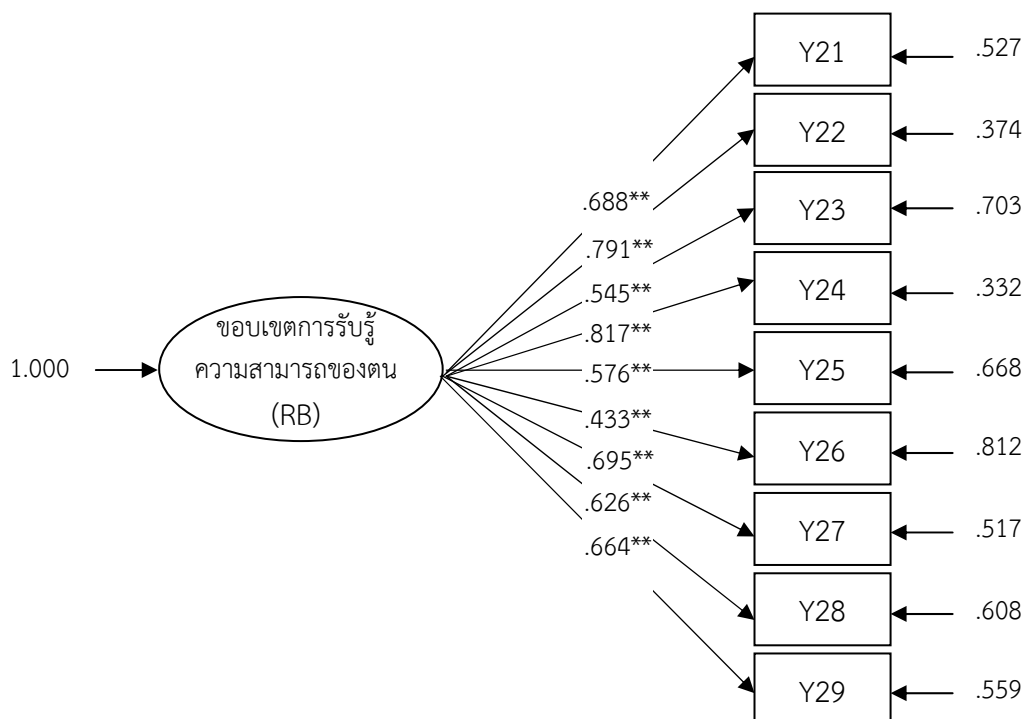 Y21
.527
Y22
.374
.688**
Y23
.703
.791**
.545**
Y24
.332
.817**
ขอบเขตการรับรู้
ความสามารถของตน
(RB)
1.000
.576**
Y25
.668
.433**
Y26
.812
.695**
.626**
Y27
.517
.664**
Y28
.608
Y29
.559